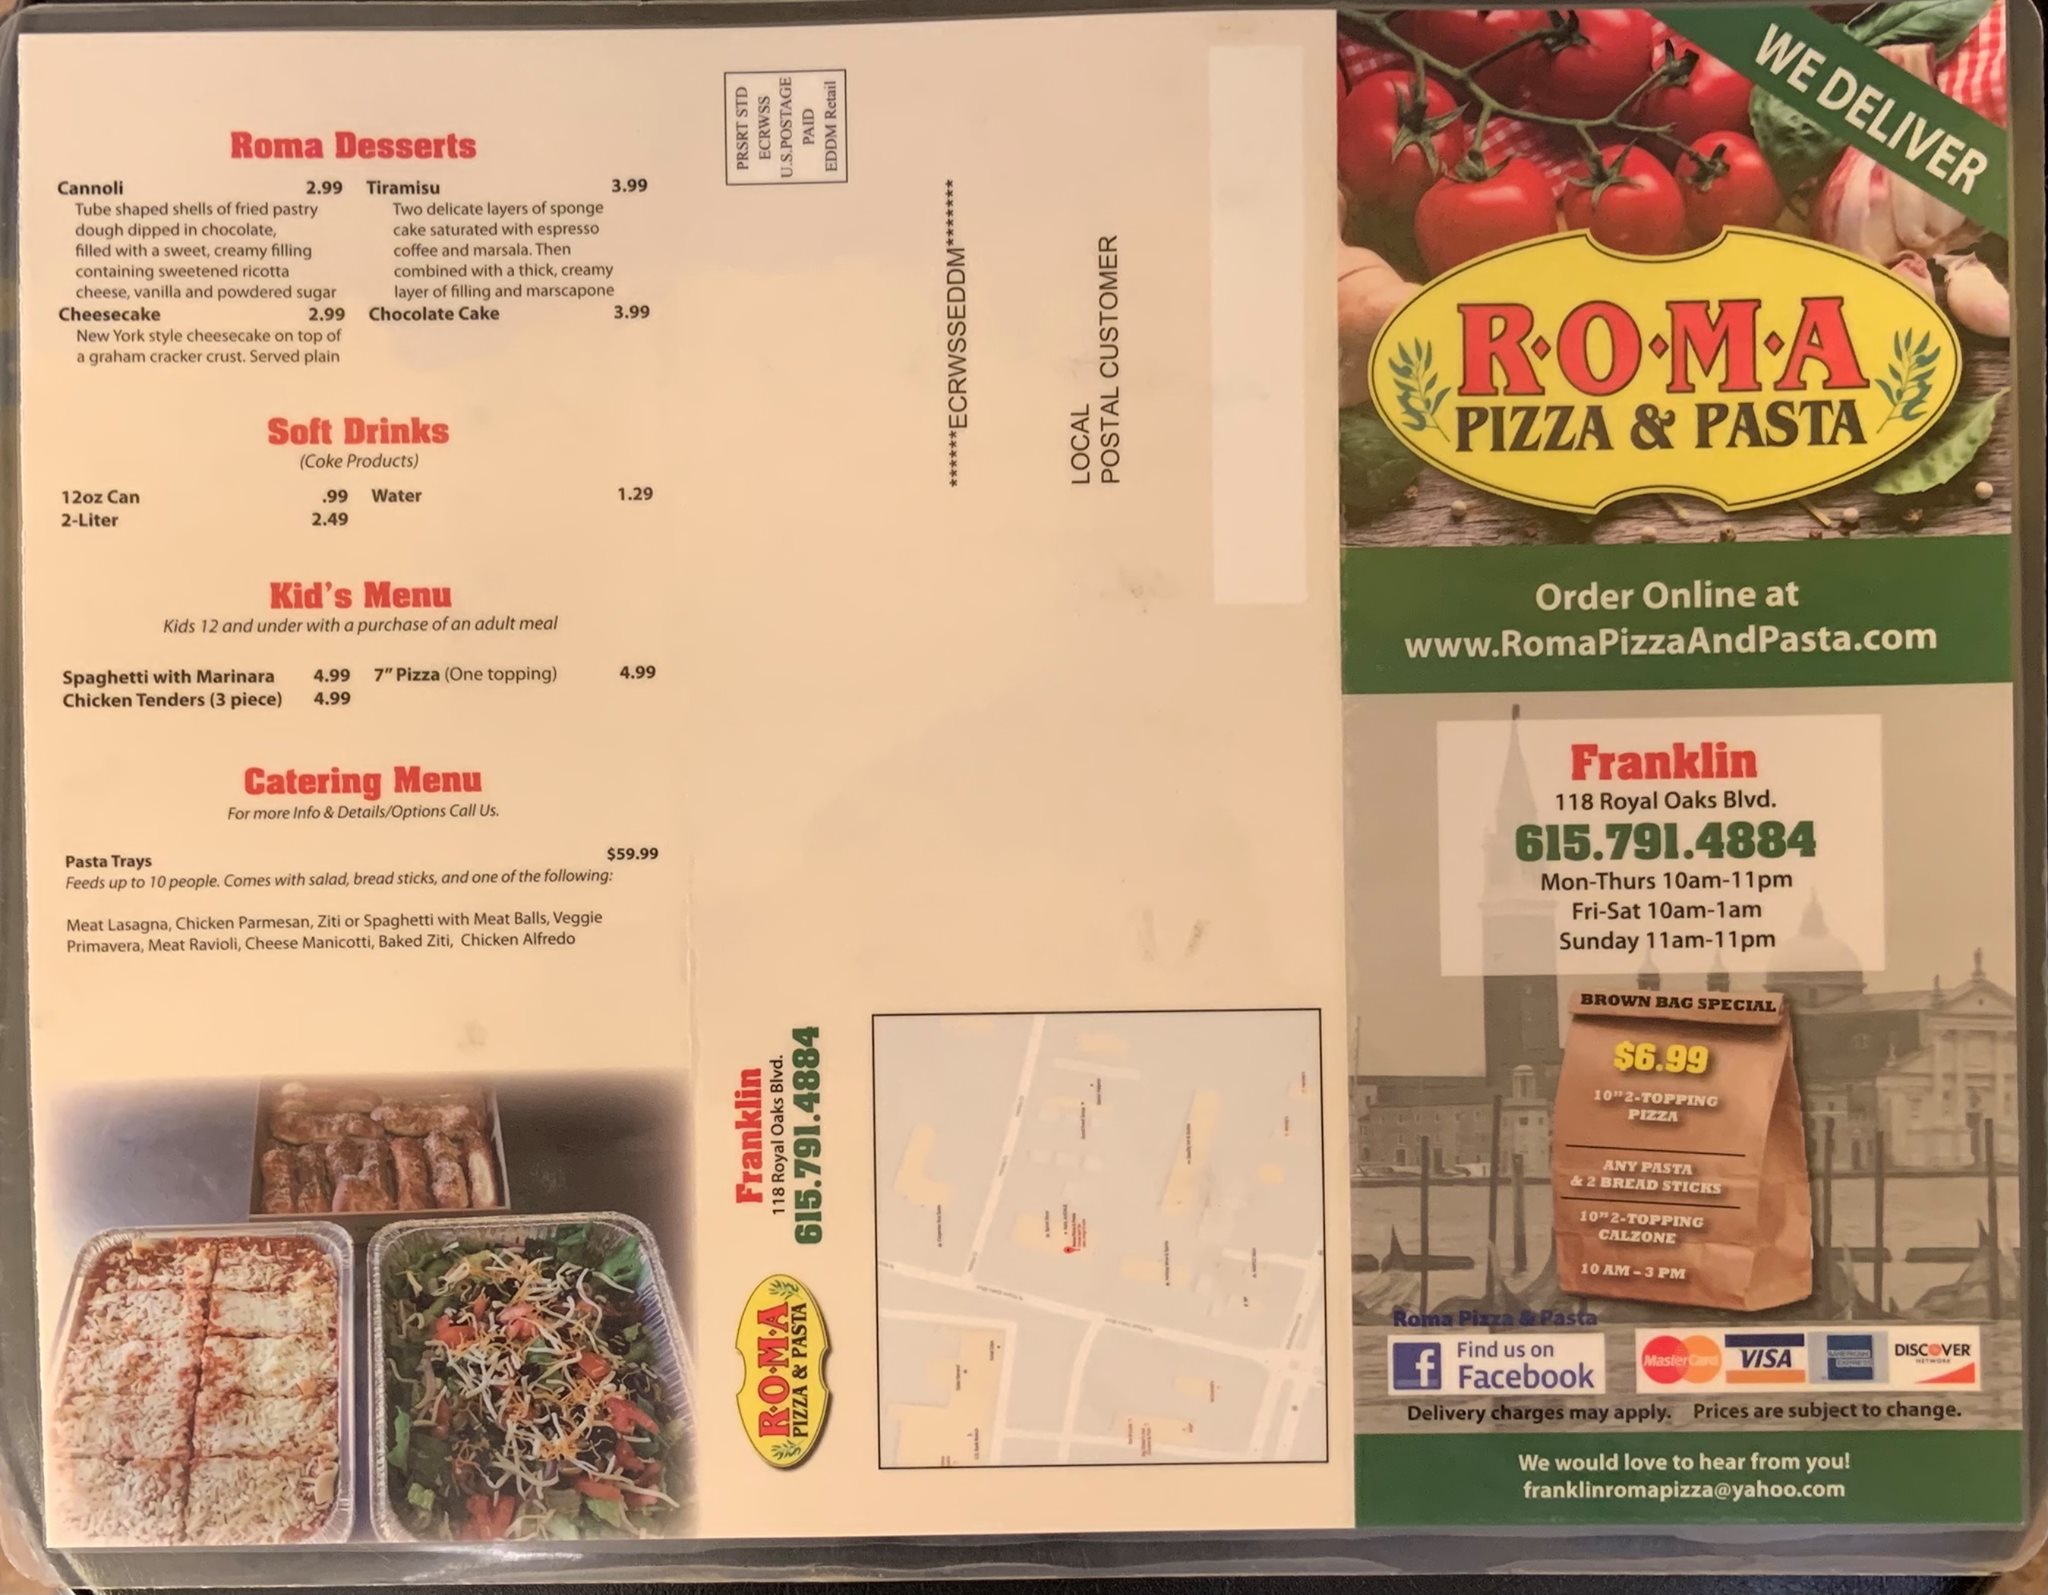 Roma Desserts
Cannoli 2.99
Tube shaped shells of fried pastry
dough dipped in chocolate,
filled with a sweet, creamy filling
containing sweetened ricotta
cheese, vanilla and powdered sugar
Cheesecake 2.99
New York style cheesecake on top of
a graham cracker crust. Served plain
Tiramisu 3.99
Two delicate layers of sponge
cake saturated with espresso
coffee and marsala. Then
combined with a thick, creamy
layer of filling and marscapone
Chocolate Cake 3.99
Soft Drinks
(Coke Products)
12oz Can .99 Water 1.29
2-Liter 2.49
Kid's Menu
Kids 12 and under with a purchase of an adult meal
Spaghetti with Marinara 4.99 7" Pizza (One topping) 4.99
Chicken Tenders (3 piece) 4.99
Catering Menu
For more Info & Details/Options Call Us.
Pasta Trays $59.99
Feeds up to 10 people. Comes with salad, bread sticks, and one of the following:
Meat Lasagna, Chicken Parmesan, Ziti or Spaghetti with Meat Balls, Veggie
Primavera, Meat Ravioli, Cheese Manicotti, Baked Ziti, Chicken Alfredo
PRSRT STD
ECRWSS
U.S.POSTAGE
PAID
EDDM Retail
******ECRWSSEDDM*******
LOCAL
POSTAL CUSTOMER
Franklin
118 Royal Oaks Blvd.
615.791.4884
R•O•M•A
PIZZA & PASTA
WE DELIVER
R•O•M•A
PIZZA & PASTA
Order Online at
www.RomaPizzaAndPasta.com
Franklin
118 Royal Oaks Blvd.
615.791.4884
Mon-Thurs 10am-11pm
Fri-Sat 10am-1am
Sunday 11am-11pm
BROWN BAG SPECIAL
$6.99
10" 2-TOPPING
PIZZA
ANY PASTA
& 2 BREAD STICKS
10" 2-TOPPING
CALZONE
10 AM – 3 PM
Roma Pizza & Pasta
f Find us on
Facebook
MasterCard VISA AMERICAN EXPRESS DISCOVER NETWORK
Delivery charges may apply. Prices are subject to change.
We would love to hear from you!
franklinromapizza@yahoo.com